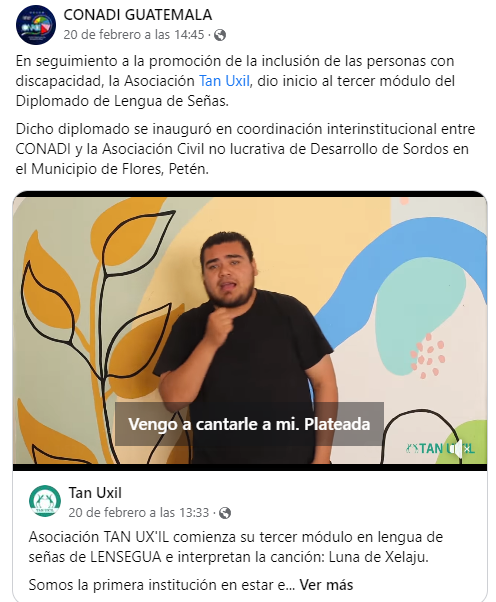 CONADI GUATEMALA
20 de febrero a las 14:45 ·
En seguimiento a la promoción de la inclusión de las personas con
discapacidad, la Asociación Tan Uxil, dio inicio al tercer módulo del
Diplomado de Lengua de Señas.
Dicho diplomado se inauguró en coordinación interinstitucional entre
CONADI y la Asociación Civil no lucrativa de Desarrollo de Sordos en
el Municipio de Flores, Petén.
Vengo a cantarle a mi. Plateada
TAN
Tan Uxil
20 de febrero a las 13:33 ·
Asociación TAN UX'IL comienza su tercer módulo en lengua de
señas de LENSEGUA e interpretan la canción: Luna de Xelaju.
Somos la primera institución en estar e... Ver más